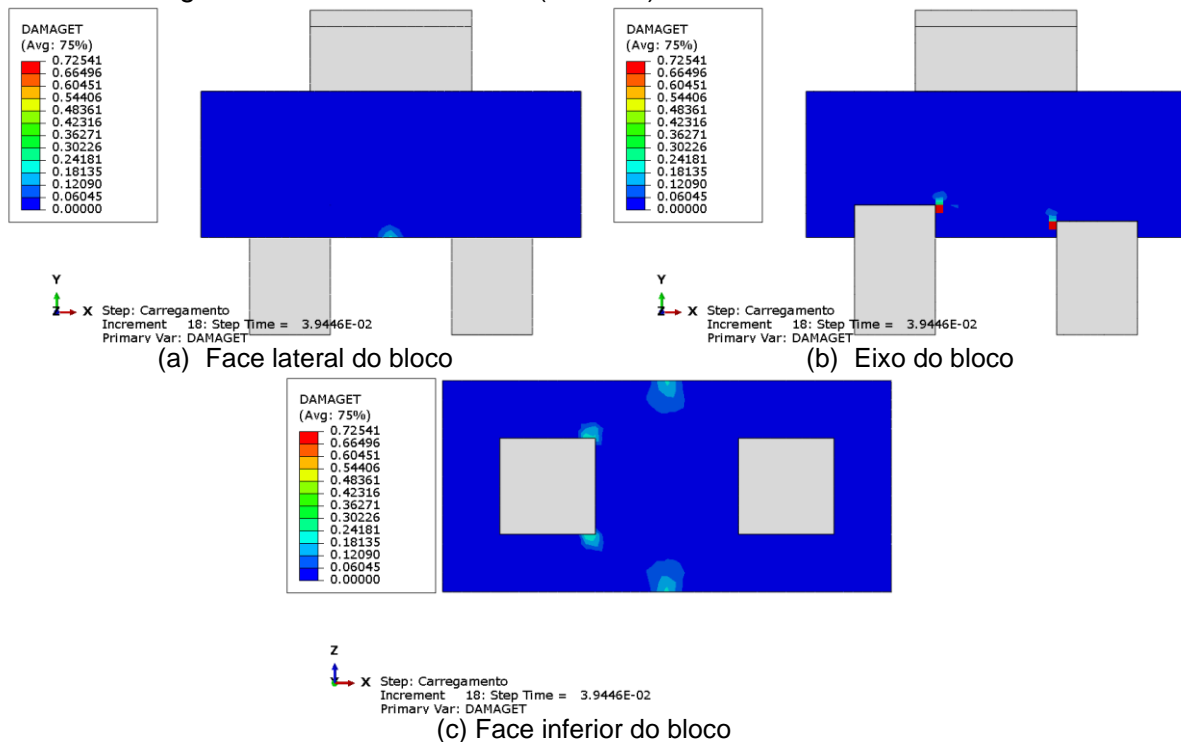 DAMAGET
(Avg: 75%)
0.72541
0.66496
0.60451
0.54406
0.48361
0.42316
0.36271
0.30226
0.24181
0.18135
0.12090
0.06045
0.00000
Y
Z X
Step: Carregamento
Increment 18: Step Time = 3.9446E-02
Primary Var: DAMAGET
(a) Face lateral do bloco
DAMAGET
(Avg: 75%)
0.72541
0.66496
0.60451
0.54406
0.48361
0.42316
0.36271
0.30226
0.24181
0.18135
0.12090
0.06045
0.00000
Y
Z X
Step: Carregamento
Increment 18: Step Time = 3.9446E-02
Primary Var: DAMAGET
(b) Eixo do bloco
DAMAGET
(Avg: 75%)
0.72541
0.66496
0.60451
0.54406
0.48361
0.42316
0.36271
0.30226
0.24181
0.18135
0.12090
0.06045
0.00000
Z
Y X
Step: Carregamento
Increment 18: Step Time = 3.9446E-02
Primary Var: DAMAGET
(c) Face inferior do bloco